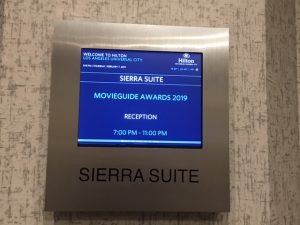 WELCOME TO HILTON
LOS ANGELES UNIVERSAL CITY
Hilton
SIERRA SUITE
MOVIEGUIDE AWARDS 2019
RECEPTION
7:00 PM - 11:00 PM
SIERRA SUITE